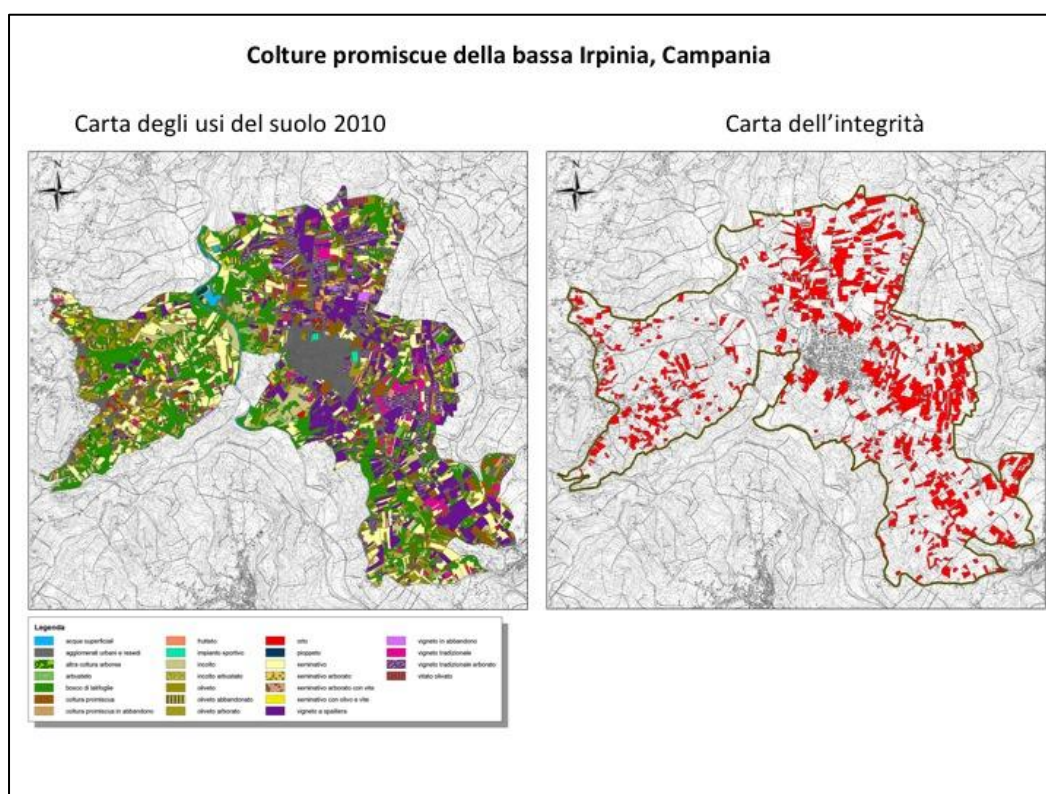 Colture promiscue della bassa Irpinia, Campania
Carta degli usi del suolo 2010
Carta dell'integrità
N
N
Legenda
acque superficiali
agglomerati urbani e resedi
altra coltura arborea
arbusteto
bosco di latifoglie
coltura promiscua
coltura promiscua in abbandono
frutteto
impianto sportivo
incolto
incolto arbustato
oliveto
oliveto abbandonato
oliveto arborato
orto
pioppeto
seminativo
seminativo arborato
seminativo arborato con vite
seminativo con olivo e vite
vigneto a spalliera
vigneto in abbandono
vigneto tradizionale
vigneto tradizionale arborato
vitato olivato